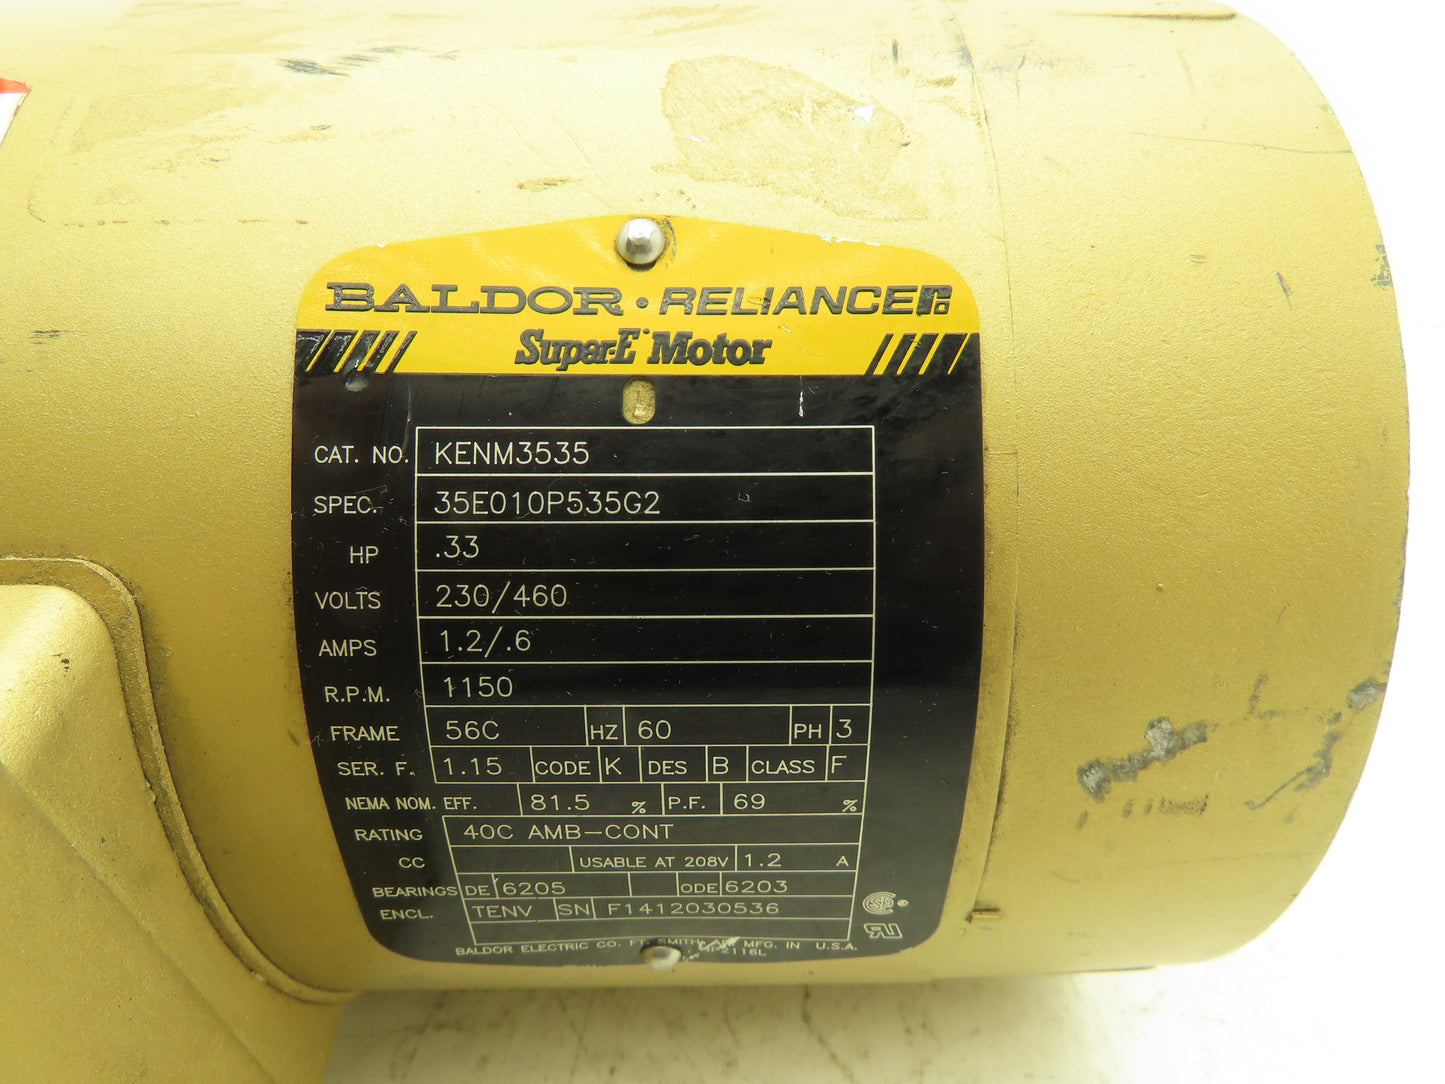 BALDOR • RELIANCER
Super-E Motor
CAT. NO. KENM3535
SPEC. 35E010P535G2
HP .33
VOLTS 230/460
AMPS 1.2/.6
R.P.M. 1150
FRAME 56C HZ 60 PH 3
SER. F. 1.15 CODE K DES B CLASS F
NEMA NOM. EFF. 81.5 % P.F. 69 %
RATING 40C AMB-CONT
CC USABLE AT 208V 1.2 A
BEARINGS DE 6205 ODE 6203
ENCL. TENV SN F1412030536
BALDOR ELECTRIC CO. FT. SMITH, AR MFG. IN U.S.A.